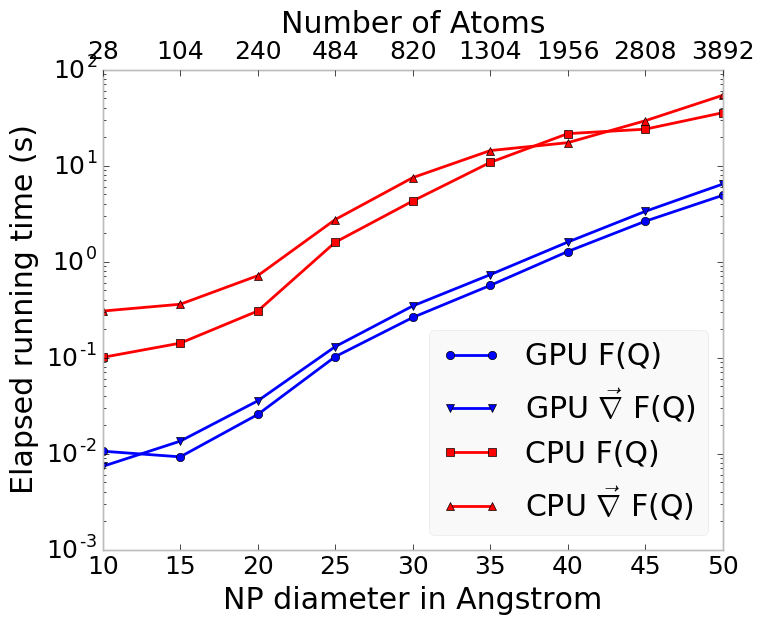 Number of Atoms
28 104 240 484 820 1304 1956 2808 3892
10^2
10^1
10^0
10^-1
10^-2
10^-3
Elapsed running time (s)
GPU F(Q)
GPU ∇⃗ F(Q)
CPU F(Q)
CPU ∇⃗ F(Q)
10 15 20 25 30 35 40 45 50
NP diameter in Angstrom